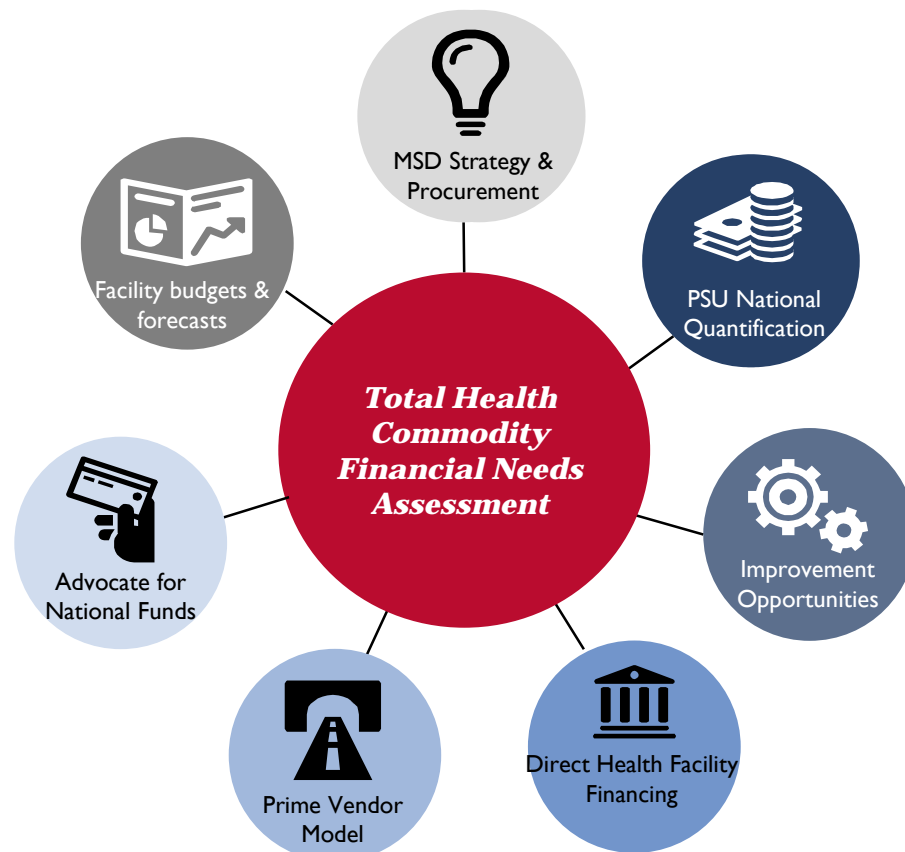 MSD Strategy &
Procurement
PSU National
Quantification
Improvement
Opportunities
Direct Health Facility
Financing
Prime Vendor
Model
Advocate for
National Funds
Facility budgets &
forecasts
Total Health
Commodity
Financial Needs
Assessment